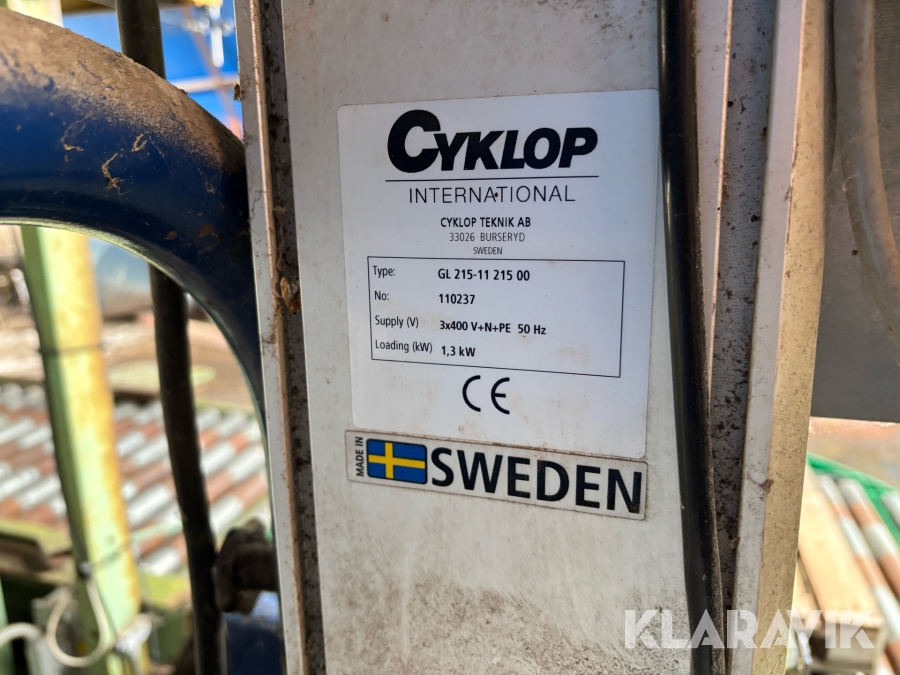 CYKLOP
INTERNATIONAL
CYKLOP TEKNIK AB
33026 BURSERYD
SWEDEN
Type: GL 215-11 215 00
No: 110237
Supply (V) 3x400 V+N+PE 50 Hz
Loading (kW) 1,3 kW
CE
MADE IN SWEDEN
KLARAVIK